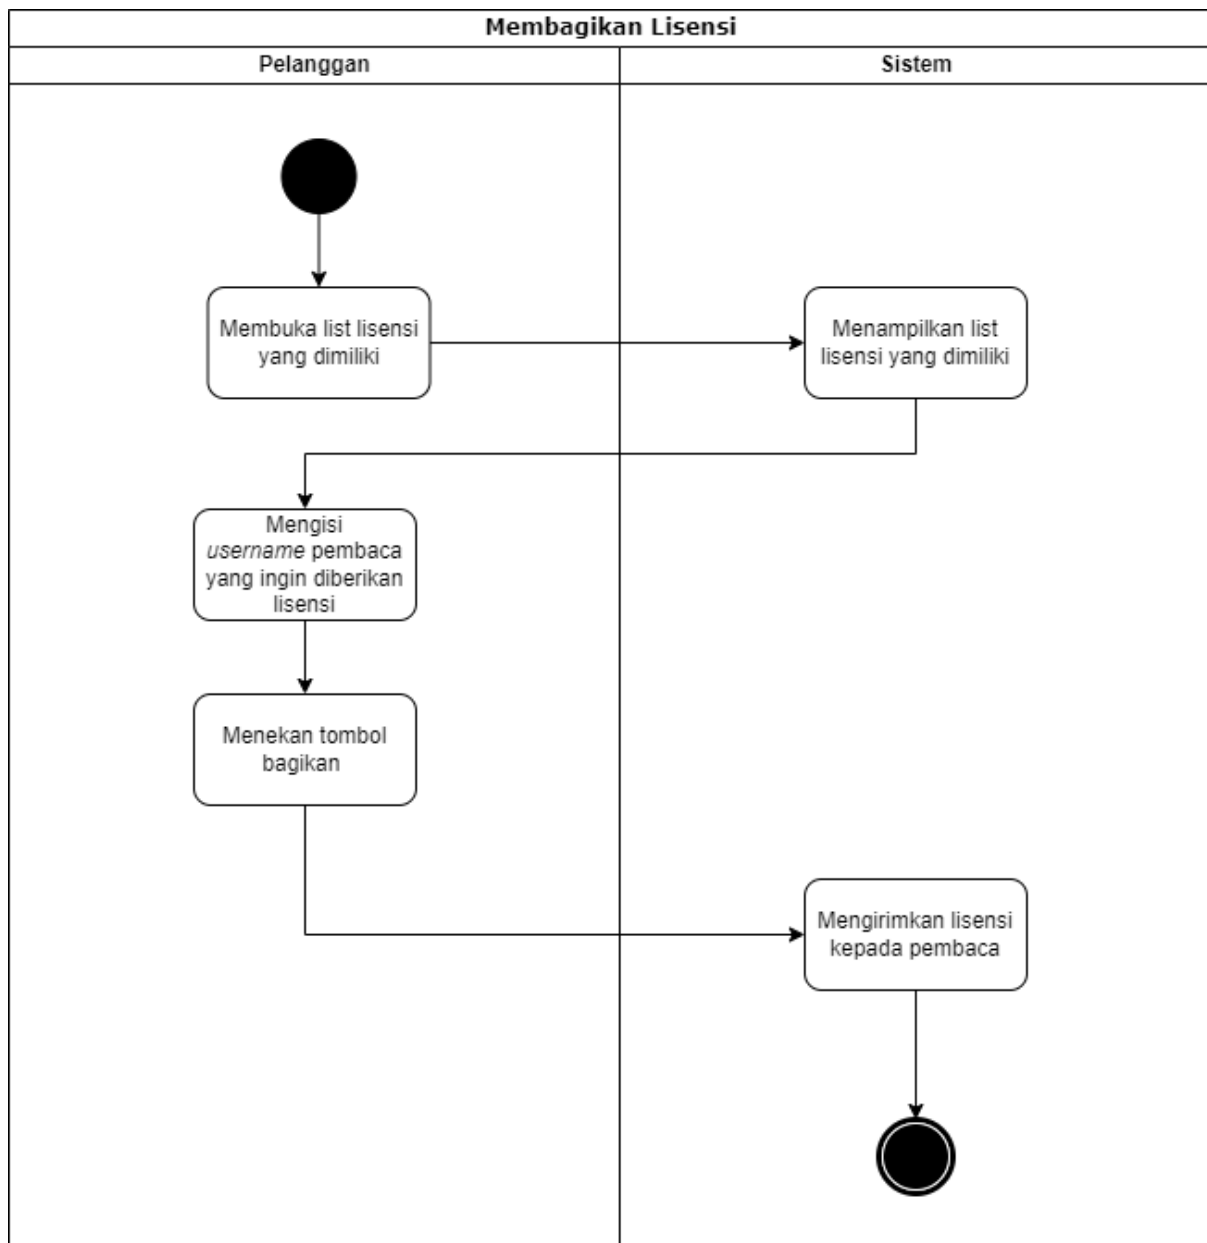 Membagikan Lisensi
Pelanggan
Sistem
Membuka list lisensi
yang dimiliki
Menampilkan list
lisensi yang dimiliki
Mengisi
username pembaca
yang ingin diberikan
lisensi
Menekan tombol
bagikan
Mengirimkan lisensi
kepada pembaca